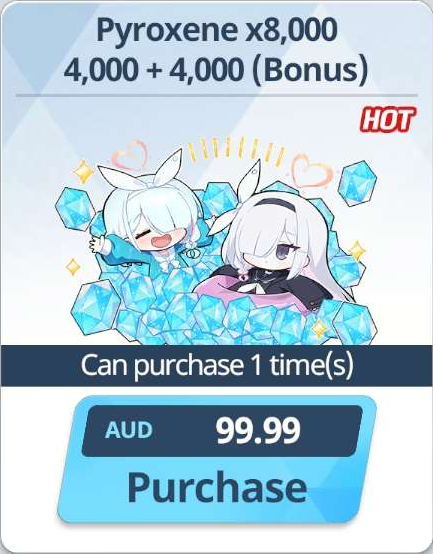 Pyroxene x8,000
4,000 + 4,000 (Bonus)
HOT
Can purchase 1 time(s)
AUD 99.99
Purchase